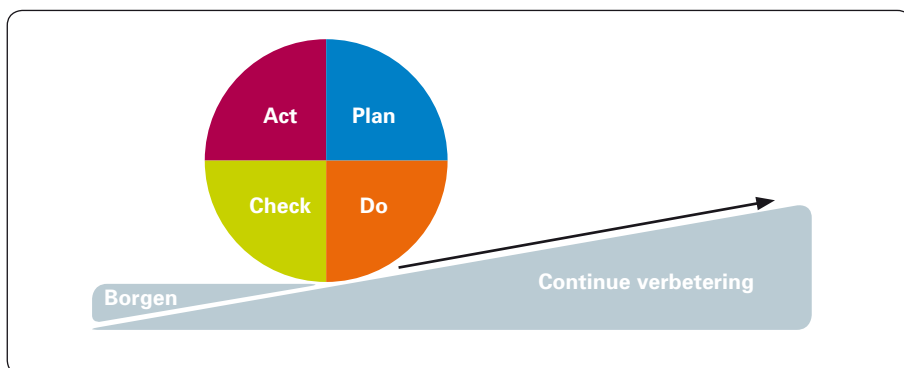 Act
Plan
Check
Do
Borgen
Continue verbetering